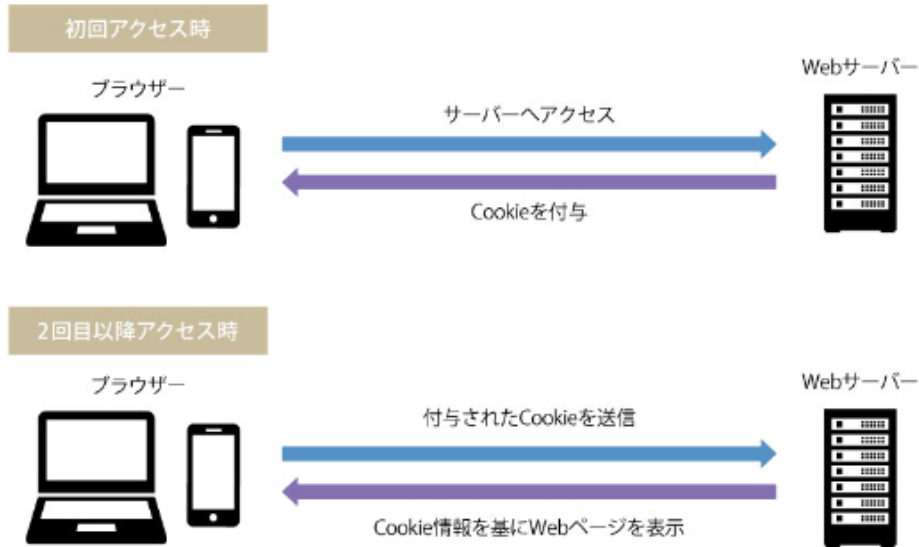 初回アクセス時
ブラウザー
Webサーバー
サーバーへアクセス
Cookieを付与
2回目以降アクセス時
ブラウザー
Webサーバー
付与されたCookieを送信
Cookie情報を基にWebページを表示